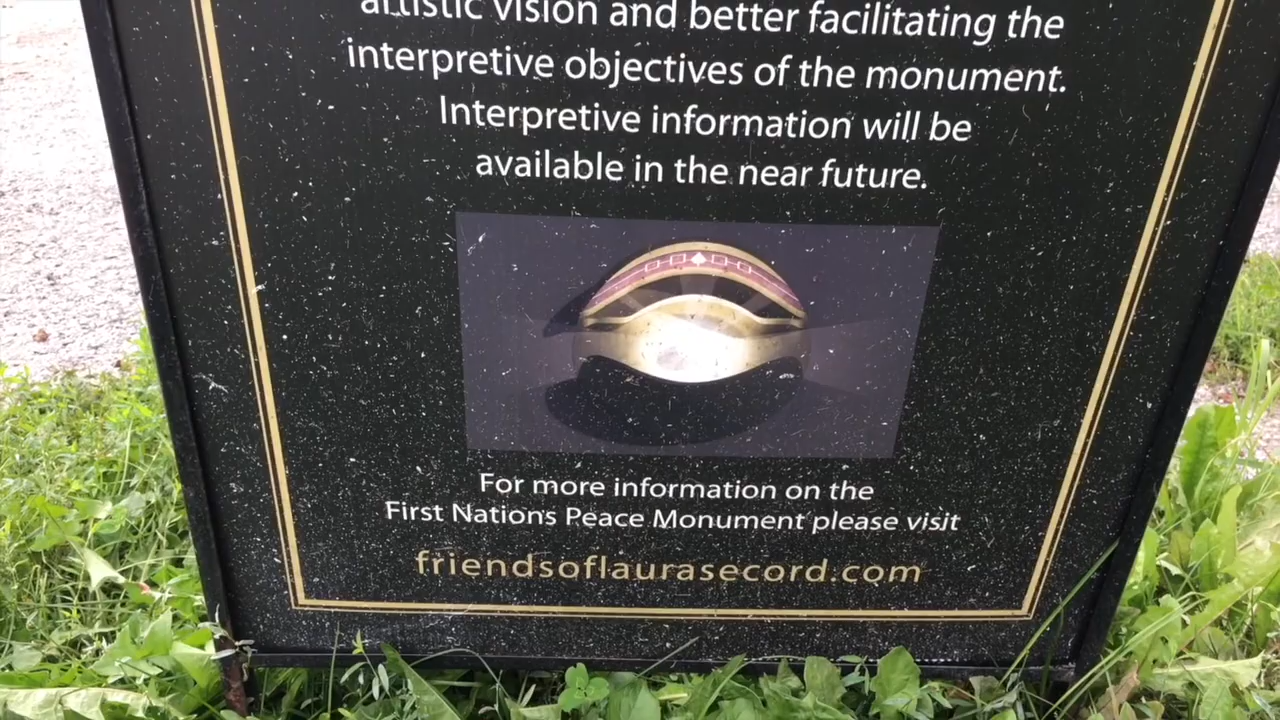 artistic vision and better facilitating the
interpretive objectives of the monument.
Interpretive information will be
available in the near future.
For more information on the
First Nations Peace Monument please visit
friendsoflaurasecord.com